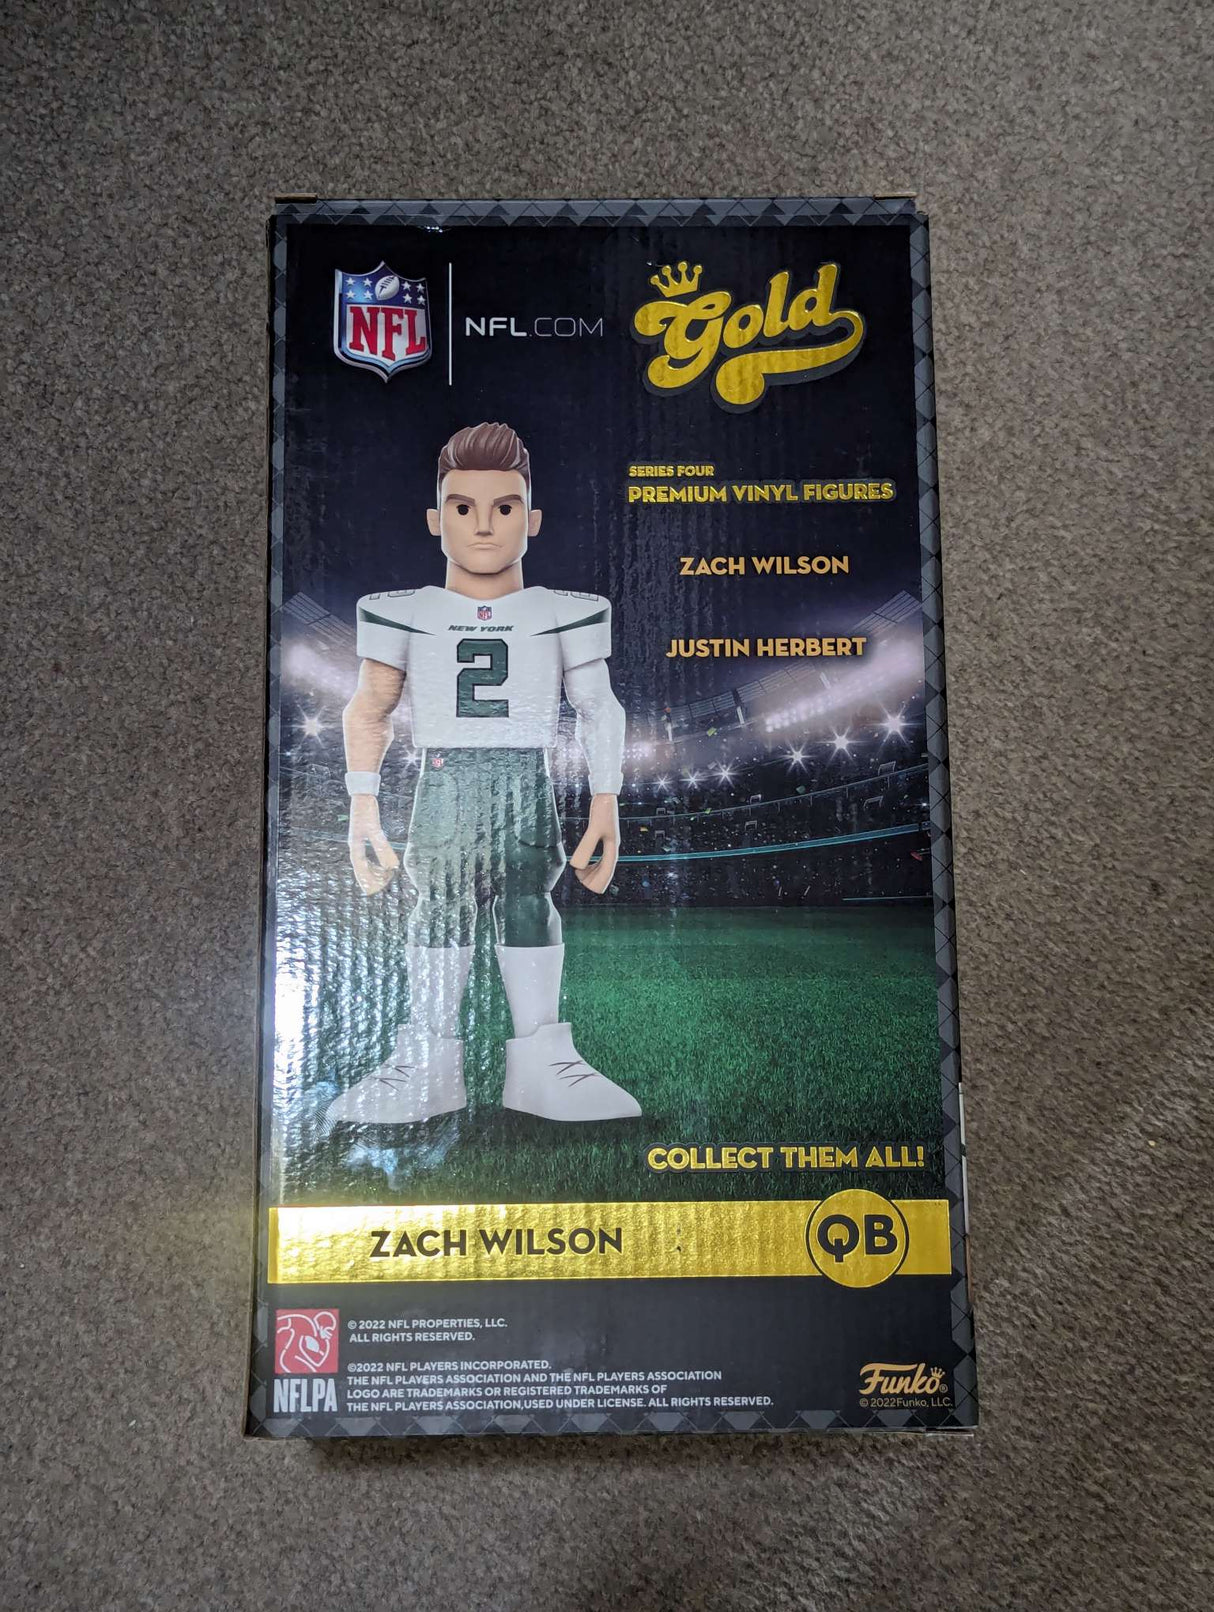 NFL
NFL.COM
Gold
SERIES FOUR
PREMIUM VINYL FIGURES
ZACH WILSON
JUSTIN HERBERT
NFL
NEW YORK
2
COLLECT THEM ALL!
ZACH WILSON
QB
© 2022 NFL PROPERTIES, LLC.
ALL RIGHTS RESERVED.
©2022 NFL PLAYERS INCORPORATED.
THE NFL PLAYERS ASSOCIATION AND THE NFL PLAYERS ASSOCIATION
LOGO ARE TRADEMARKS OR REGISTERED TRADEMARKS OF
THE NFL PLAYERS ASSOCIATION,USED UNDER LICENSE. ALL RIGHTS RESERVED.
NFLPA
Funko®
© 2022Funko, LLC.